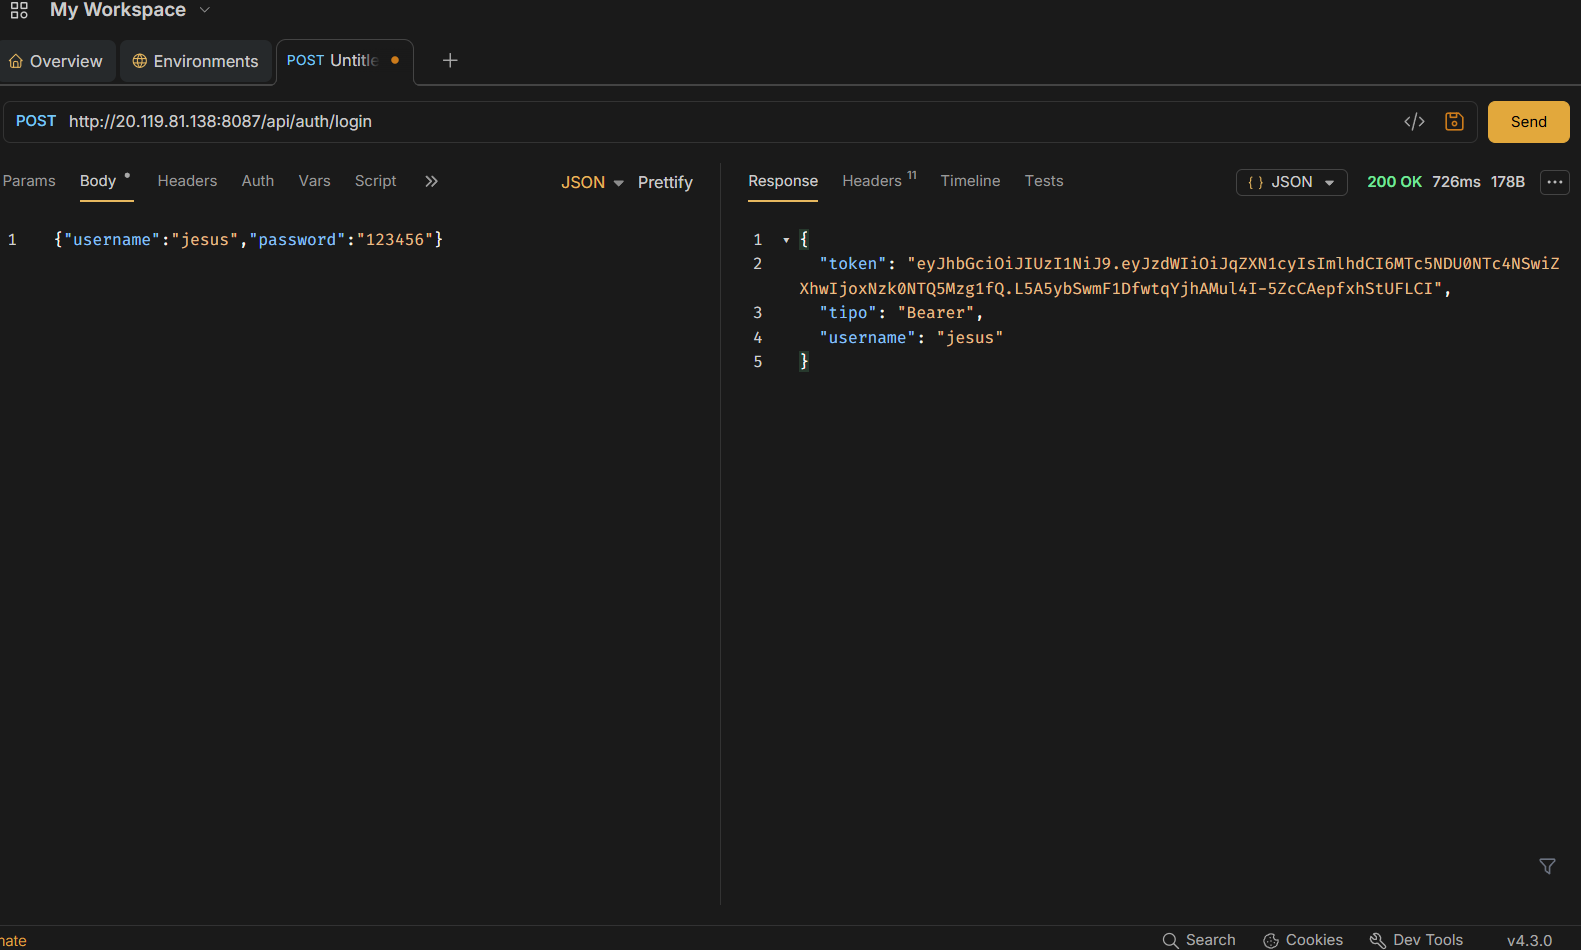 My Workspace
Overview
Environments
POST Untitle
POST http://20.119.81.138:8087/api/auth/login
Send
Params Body Headers Auth Vars Script
JSON Prettify
Response Headers 11 Timeline Tests
{ } JSON
200 OK 726ms 178B
1 {"username":"jesus","password":"123456"}
1 {
2 "token": "eyJhbGciOiJIUzI1NiJ9.eyJzdWIiOiJqZXN1cyIsImlhdCI6MTc5NDU0NTc4NSwiZ
XhwIjoxNzk0NTQ5Mzg1fQ.L5A5ybSwmF1DfwtqYjhAMul4I-5ZcCAepfxhStUFLCI",
3 "tipo": "Bearer",
4 "username": "jesus"
5 }
Search
Cookies
Dev Tools
v4.3.0